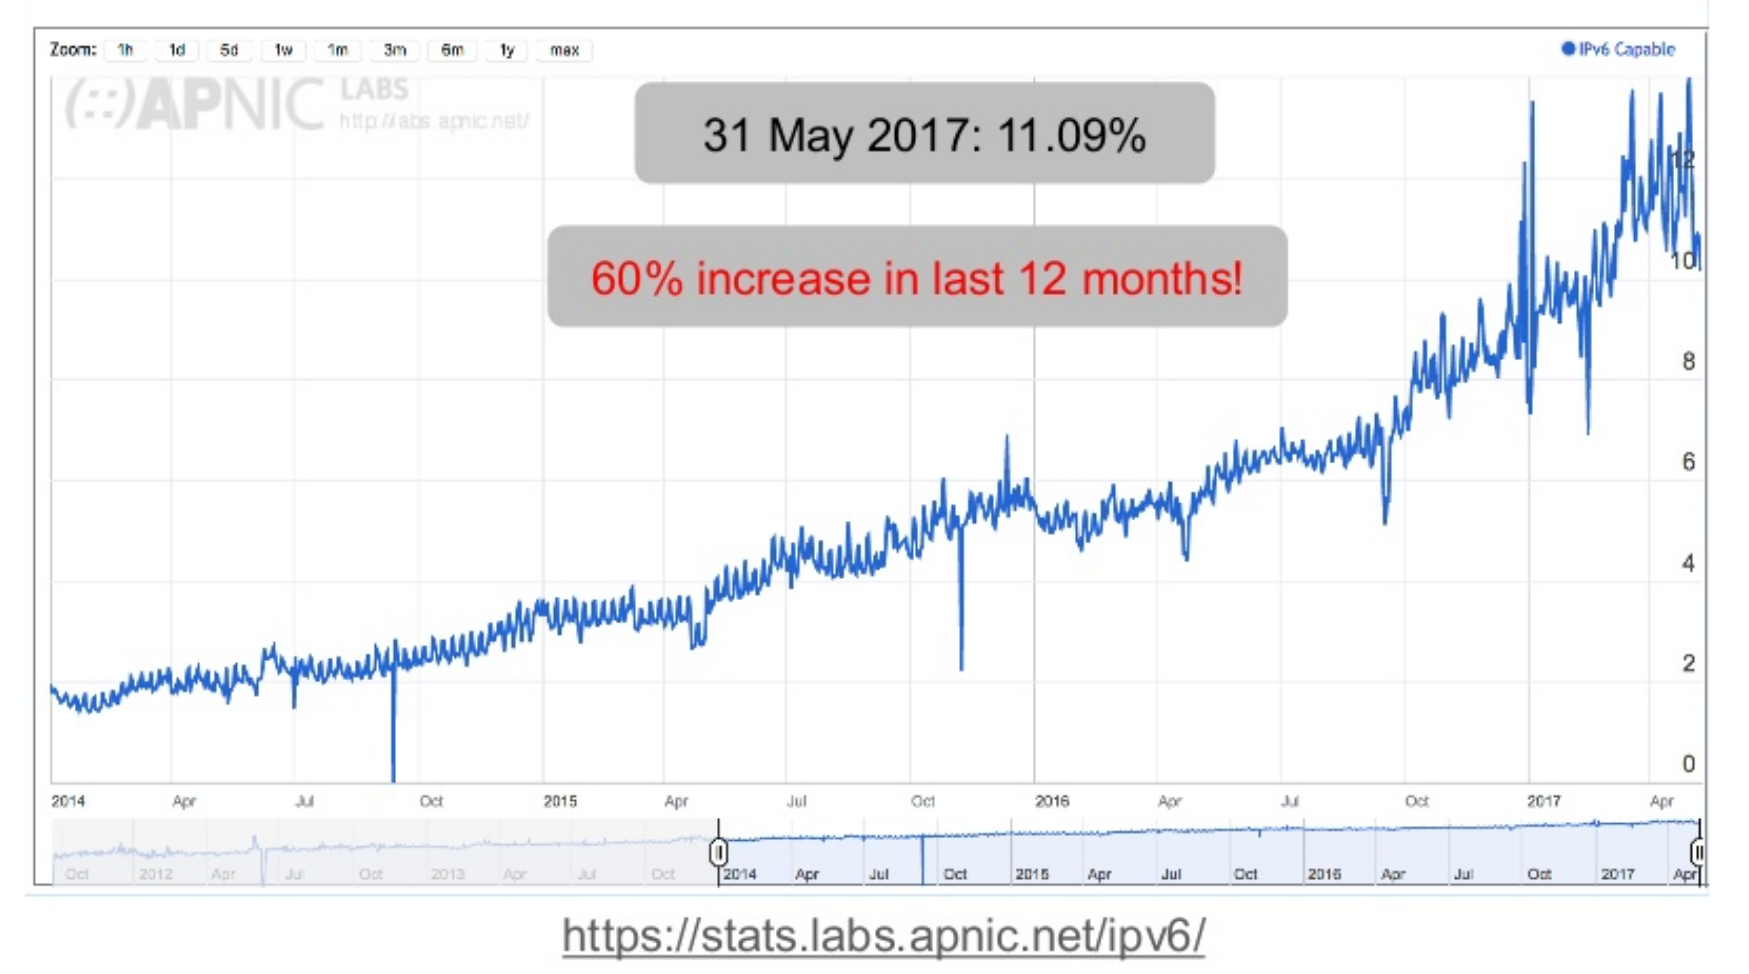 Zoom: 1h 1d 5d 1w 1m 3m 6m 1y max
IPv6 Capable
(::)APNIC LABS
http://labs.apnic.net/
31 May 2017: 11.09%
60% increase in last 12 months!
12
10
8
6
4
2
0
2014 Apr Jul Oct 2015 Apr Jul Oct 2016 Apr Jul Oct 2017 Apr
Oct 2012 Apr Jul Oct 2013 Apr Jul Oct 2014 Apr Jul Oct 2015 Apr Jul Oct 2016 Apr Jul Oct 2017 Apr
https://stats.labs.apnic.net/ipv6/